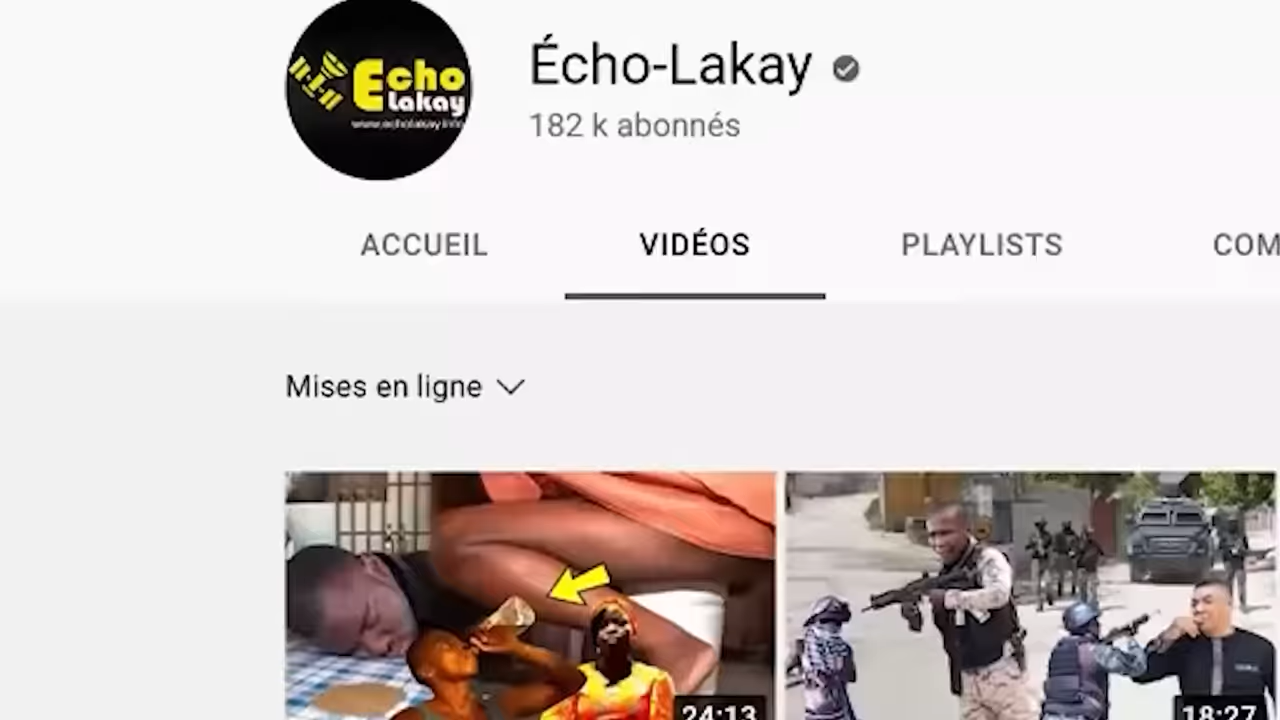 Echo
Lakay
Écho-Lakay
182 k abonnés
ACCUEIL
VIDÉOS
PLAYLISTS
COM
Mises en ligne
24:13
18:27